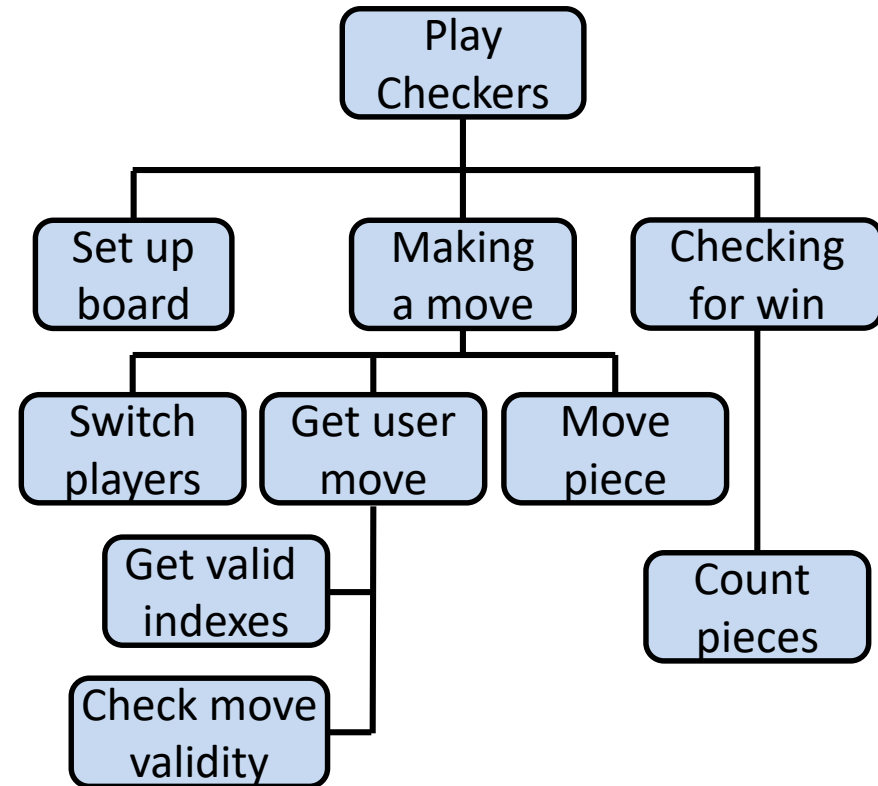 Play
Checkers
Set up
board
Making
a move
Checking
for win
Switch
players
Get user
move
Move
piece
Get valid
indexes
Count
pieces
Check move
validity